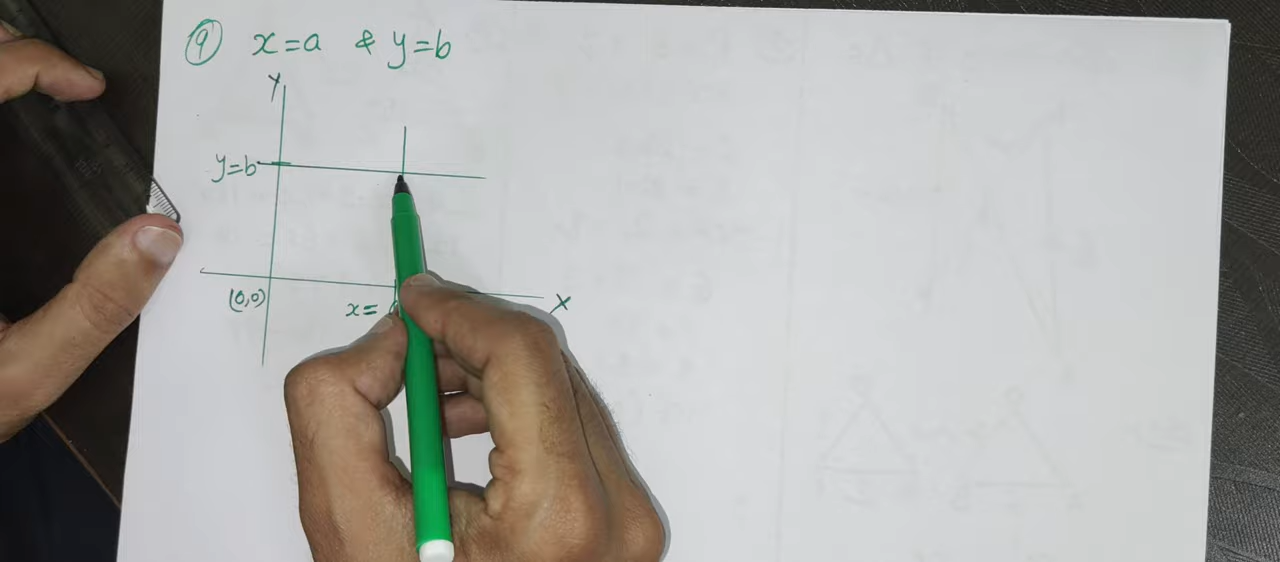 9 x=a & y=b
Y
y=b
(0,0)
x=
X